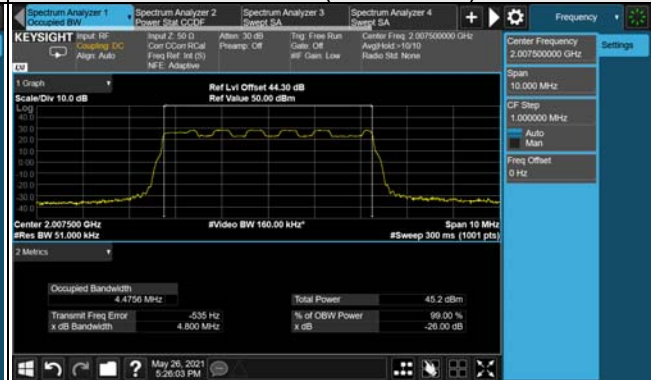 Spectrum Analyzer 1
Occupied BW
Spectrum Analyzer 2
Power Stat CCDF
Spectrum Analyzer 3
Swept SA
Spectrum Analyzer 4
Swept SA
Frequency
KEYSIGHT
Input: RF
Coupling: DC
Align: Auto
Input Z: 50 Ω
Corr CCorr RCal
Freq Ref: Int (S)
NFE: Adaptive
Atten: 30 dB
Preamp: Off
Trig: Free Run
Gate: Off
#IF Gain: Low
Center Freq: 2.007500000 GHz
Avg|Hold:>10/10
Radio Std: None
LXI
Center Frequency
2.007500000 GHz
Settings
Span
10.000 MHz
CF Step
1.000000 MHz
Auto
Man
Freq Offset
0 Hz
1 Graph
Scale/Div 10.0 dB
Ref Lvl Offset 44.30 dB
Ref Value 50.00 dBm
Log
40.0
30.0
20.0
10.0
0.00
-10.0
-20.0
-30.0
-40.0
Center 2.007500 GHz
#Res BW 51.000 kHz
#Video BW 160.00 kHz*
Span 10 MHz
#Sweep 300 ms (1001 pts)
2 Metrics
Occupied Bandwidth
4.4756 MHz
Total Power
45.2 dBm
Transmit Freq Error
-535 Hz
% of OBW Power
99.00 %
x dB Bandwidth
4.800 MHz
x dB
-26.00 dB
May 26, 2021
5:26:03 PM